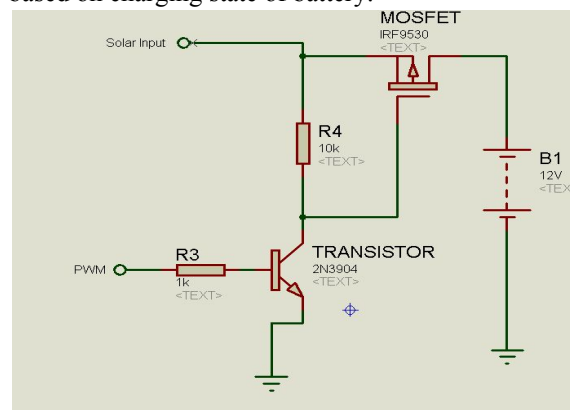 based on charging state of battery.
MOSFET
IRF9530
<TEXT>
Solar Input
R4
10k
<TEXT>
B1
12V
<TEX
R3
1k
<TEXT>
TRANSISTOR
2N3904
<TEXT>
PWM